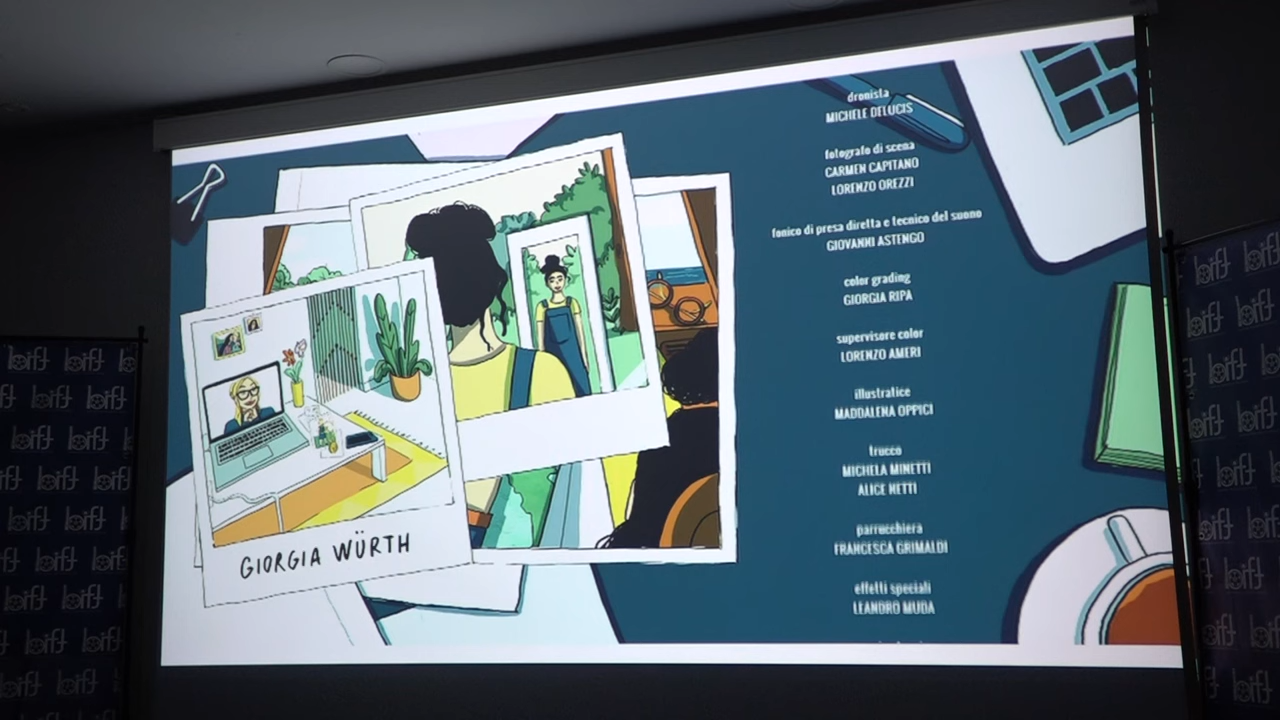 dronista
MICHELE DELUCIS
fotografo di scena
CARMEN CAPITANO
LORENZO OREZZI
fonico di presa diretta e tecnico del suono
GIOVANNI ASTENGO
color grading
GIORGIA RIPA
supervisore color
LORENZO AMERI
illustratice
MADDALENA OPPICI
trucco
MICHELA MINETTI
ALICE NETTI
parrucchiera
FRANCESCA GRIMALDI
effetti speciali
LEANDRO MUDA
GIORGIA WÜRTH